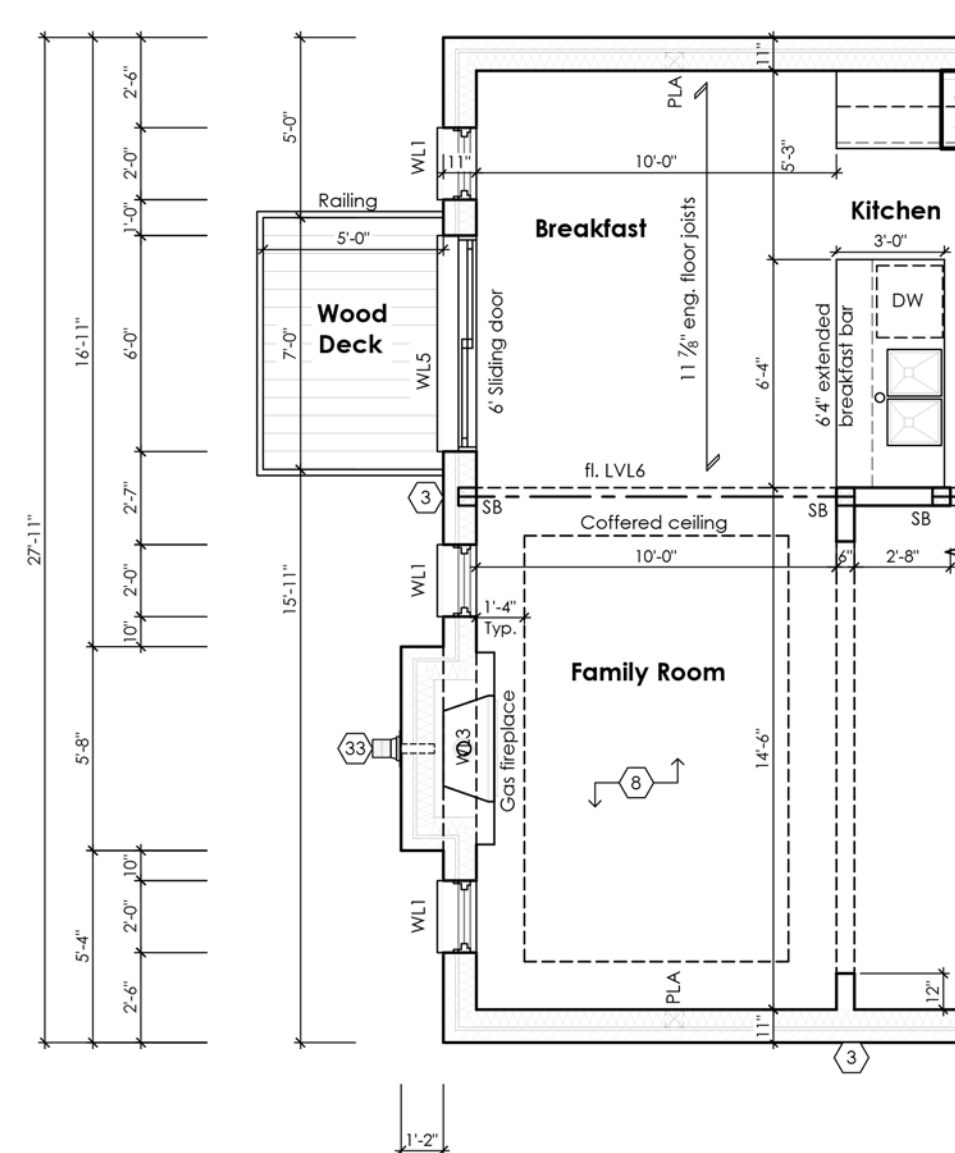 11"
PLA
2'-6"
5'-0"
WL1
11"
10'-0"
5'-3"
2'-0"
Railing
1'-0"
5'-0"
Breakfast
Kitchen
3'-0"
11 7/8" eng. floor joists
DW
Wood
Deck
6' Sliding door
16'-11"
6'-0"
7'-0"
WL5
6'-4"
6'4" extended
breakfast bar
fl. LVL6
2'-7"
3
SB
SB
SB
Coffered ceiling
27'-11"
10'-0"
6"
2'-8"
2'-0"
15'-11"
WL1
1'-4"
Typ.
10"
Family Room
5'-8"
33
WL3
Gas fireplace
14'-6"
8
10"
2'-0"
WL1
5'-4"
2'-6"
PLA
12"
11"
3
1'-2"